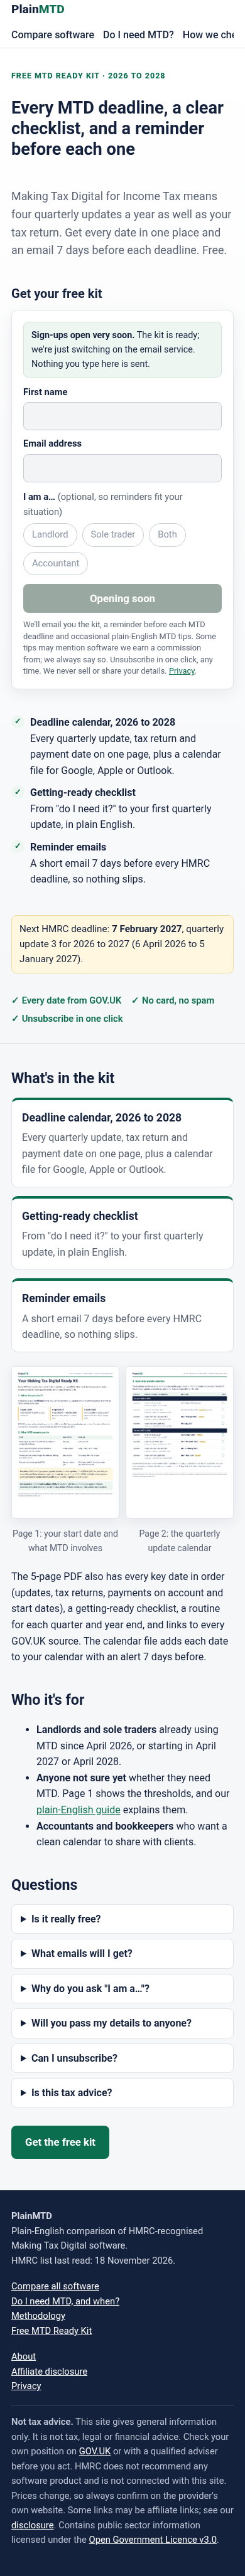 PlainMTD
Compare software Do I need MTD? How we che
FREE MTD READY KIT · 2026 TO 2028
Every MTD deadline, a clear
checklist, and a reminder
before each one
Making Tax Digital for Income Tax means
four quarterly updates a year as well as your
tax return. Get every date in one place and
an email 7 days before each deadline. Free.
Get your free kit
Sign-ups open very soon. The kit is ready;
we're just switching on the email service.
Nothing you type here is sent.
First name
Email address
I am a... (optional, so reminders fit your
situation)
Landlord Sole trader Both
Accountant
Opening soon
We'll email you the kit, a reminder before each MTD
deadline and occasional plain-English MTD tips. Some
tips may mention software we earn a commission
from; we always say so. Unsubscribe in one click, any
time. We never sell or share your details. Privacy.
✓ Deadline calendar, 2026 to 2028
Every quarterly update, tax return and
payment date on one page, plus a calendar
file for Google, Apple or Outlook.
✓ Getting-ready checklist
From "do I need it?" to your first quarterly
update, in plain English.
✓ Reminder emails
A short email 7 days before every HMRC
deadline, so nothing slips.
Next HMRC deadline: 7 February 2027, quarterly
update 3 for 2026 to 2027 (6 April 2026 to 5
January 2027).
✓ Every date from GOV.UK ✓ No card, no spam
✓ Unsubscribe in one click
What's in the kit
Deadline calendar, 2026 to 2028
Every quarterly update, tax return and
payment date on one page, plus a calendar
file for Google, Apple or Outlook.
Getting-ready checklist
From "do I need it?" to your first quarterly
update, in plain English.
Reminder emails
A short email 7 days before every HMRC
deadline, so nothing slips.
Your Making Tax Digital Ready Kit
Page 1: your start date and
what MTD involves
Page 2: the quarterly
update calendar
The 5-page PDF also has every key date in order
(updates, tax returns, payments on account and
start dates), a getting-ready checklist, a routine
for each quarter and year end, and links to every
GOV.UK source. The calendar file adds each date
to your calendar with an alert 7 days before.
Who it's for
• Landlords and sole traders already using
MTD since April 2026, or starting in April
2027 or April 2028.
• Anyone not sure yet whether they need
MTD. Page 1 shows the thresholds, and our
plain-English guide explains them.
• Accountants and bookkeepers who want a
clean calendar to share with clients.
Questions
▶ Is it really free?
▶ What emails will I get?
▶ Why do you ask "I am a..."?
▶ Will you pass my details to anyone?
▶ Can I unsubscribe?
▶ Is this tax advice?
Get the free kit
PlainMTD
Plain-English comparison of HMRC-recognised
Making Tax Digital software.
HMRC list last read: 18 November 2026.
Compare all software
Do I need MTD, and when?
Methodology
Free MTD Ready Kit
About
Affiliate disclosure
Privacy
Not tax advice. This site gives general information
only. It is not tax, legal or financial advice. Check your
own position on GOV.UK or with a qualified adviser
before you act. HMRC does not recommend any
software product and is not connected with this site.
Prices change, so always confirm on the provider's
own website. Some links may be affiliate links; see our
disclosure. Contains public sector information
licensed under the Open Government Licence v3.0.